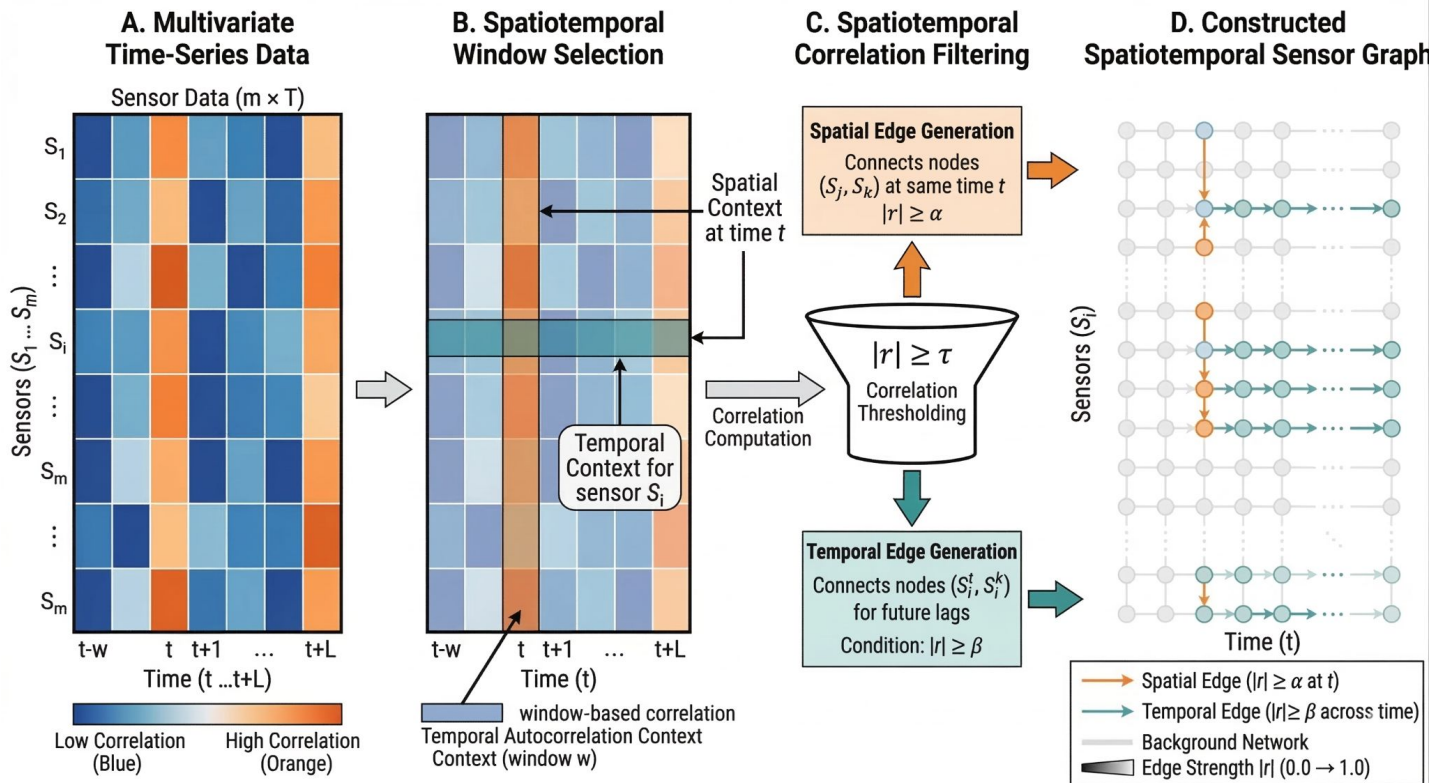 A. Multivariate
Time-Series Data
Sensor Data (m × T)
Sensors (S₁ ... Sₘ)
S₁
S₂
⋮
Sᵢ
⋮
Sₘ
⋮
Sₘ
t-w
t
t+1
...
t+L
Time (t ...t+L)
Low Correlation
(Blue)
High Correlation
(Orange)
B. Spatiotemporal
Window Selection
Spatial
Context
at time t
Temporal
Context for
sensor Sᵢ
t-w
t
t+1
...
t+L
Time (t)
window-based correlation
Temporal Autocorrelation Context
Context (window w)
Correlation
Computation
C. Spatiotemporal
Correlation Filtering
Spatial Edge Generation
Connects nodes
(Sⱼ, Sₖ) at same time t
|r| ≥ α
|r| ≥ τ
Correlation
Thresholding
Temporal Edge Generation
Connects nodes (Sᵢᵗ, Sᵢᵏ)
for future lags
Condition: |r| ≥ β
D. Constructed
Spatiotemporal Sensor Graph
Sensors (Sᵢ)
Time (t)
Spatial Edge (|r| ≥ α at t)
Temporal Edge (|r| ≥ β across time)
Background Network
Edge Strength |r| (0.0 → 1.0)